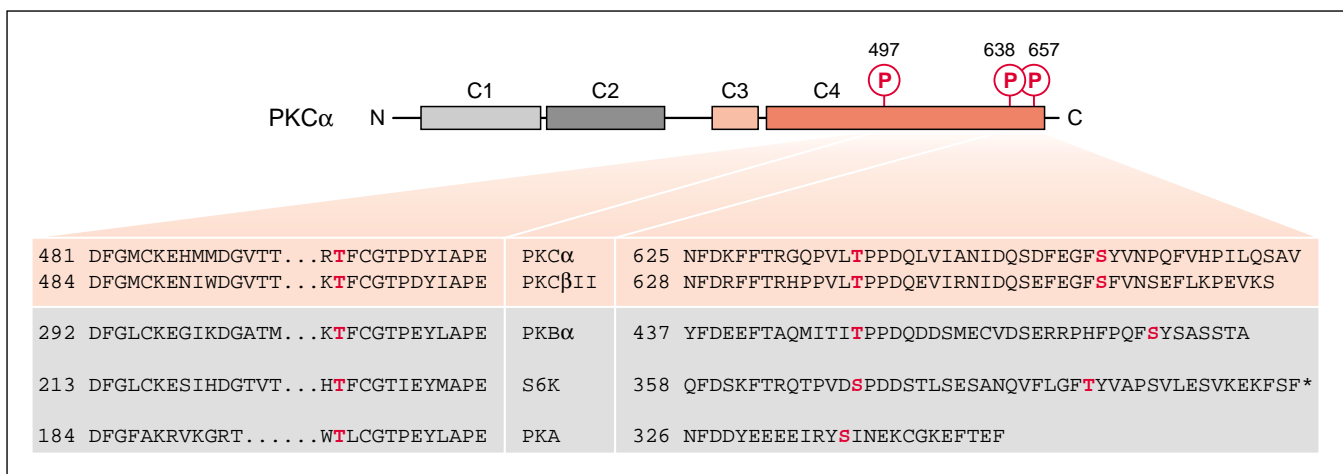 497 638 657
C1 C2 C3 C4 P P P
PKCα N C
481 DFGMCKEHMMDGVTT...RTFCGTPDYIAPE PKCα 625 NFDKFFTRGQPVLTPPDQLVIANIDQSDFEGFSYVNPQFVHPILQSAV
484 DFGMCKENIWDGVTT...KTFCGTPDYIAPE PKCβII 628 NFDRFFTRHPPVLTPPDQEVIRNIDQSEFEGFSFVNSEFLKPEVKS
292 DFGLCKEGIKDGATM...KTFCGTPEYLAPE PKBα 437 YFDEEFTAQMITITPPDQDDSMECVDSERRPHFPQFSYSASSTA
213 DFGLCKESIHDGTVT...HTFCGTIEYMAPE S6K 358 QFDSKFTRQTPVDSPDDSTLSESANQVFLGFTYVAPSVLESVKEKFSF*
184 DFGFAKRVKGRT......WTLCGTPEYLAPE PKA 326 NFDDYEEEEIRYSINEKCGKEFTEF